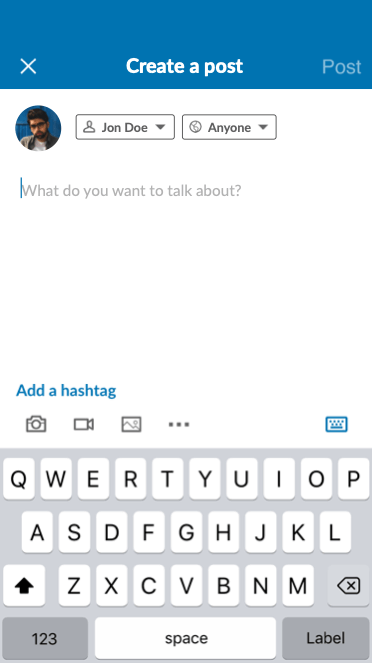 Create a post
Post
Jon Doe
Anyone
What do you want to talk about?
Add a hashtag
Q W E R T Y U I O P
A S D F G H J K L
Z X C V B N M
123 space Label